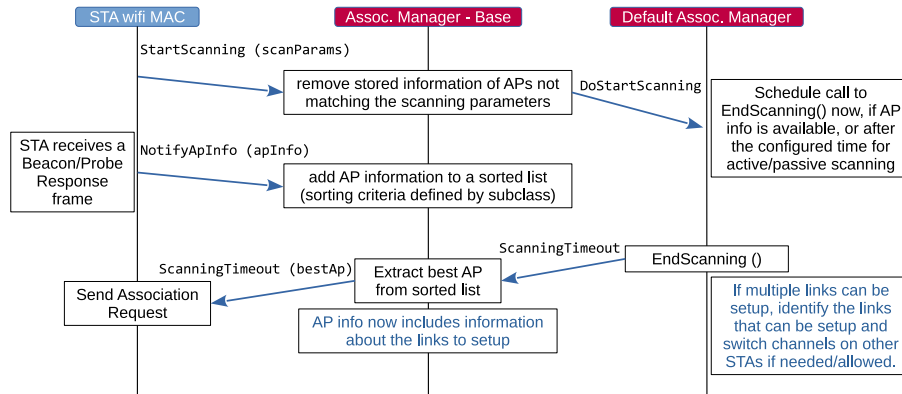 STA wifi MAC
Assoc. Manager - Base
Default Assoc. Manager
StartScanning (scanParams)
remove stored information of APs not
matching the scanning parameters
DoStartScanning
Schedule call to
EndScanning() now, if AP
info is available, or after
the configured time for
active/passive scanning
STA receives a
Beacon/Probe
Response
frame
NotifyApInfo (apInfo)
add AP information to a sorted list
(sorting criteria defined by subclass)
ScanningTimeout
EndScanning ()
ScanningTimeout (bestAp)
Extract best AP
from sorted list
Send Association
Request
AP info now includes information
about the links to setup
If multiple links can be
setup, identify the links
that can be setup and
switch channels on other
STAs if needed/allowed.